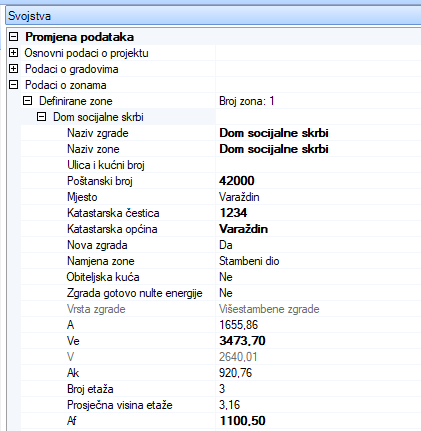 Svojstva
Promjena podataka
Osnovni podaci o projektu
Podaci o gradovima
Podaci o zonama
Definirane zone Broj zona: 1
Dom socijalne skrbi
Naziv zgrade Dom socijalne skrbi
Naziv zone Dom socijalne skrbi
Ulica i kućni broj
Poštanski broj 42000
Mjesto Varaždin
Katastarska čestica 1234
Katastarska općina Varaždin
Nova zgrada Da
Namjena zone Stambeni dio
Obiteljska kuća Ne
Zgrada gotovo nulte energije Ne
Vrsta zgrade Višestambene zgrade
A 1655,86
Ve 3473,70
V 2640,01
Ak 920,76
Broj etaža 3
Prosječna visina etaže 3,16
Af 1100,50